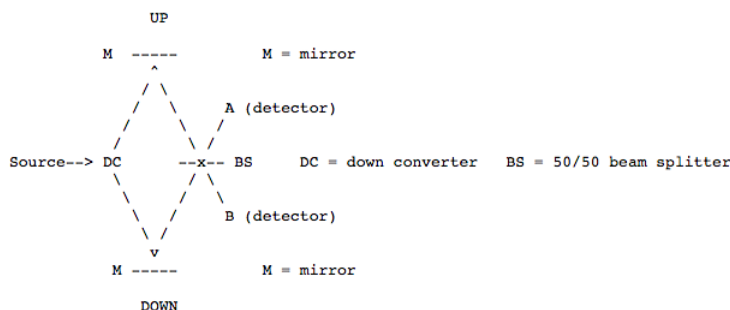 UP
M ----- M = mirror
^
/ \
/ \ A (detector)
/ \ /
Source--> DC --x-- BS DC = down converter BS = 50/50 beam splitter
\ / \
\ / B (detector)
\ /
v
M ----- M = mirror
DOWN